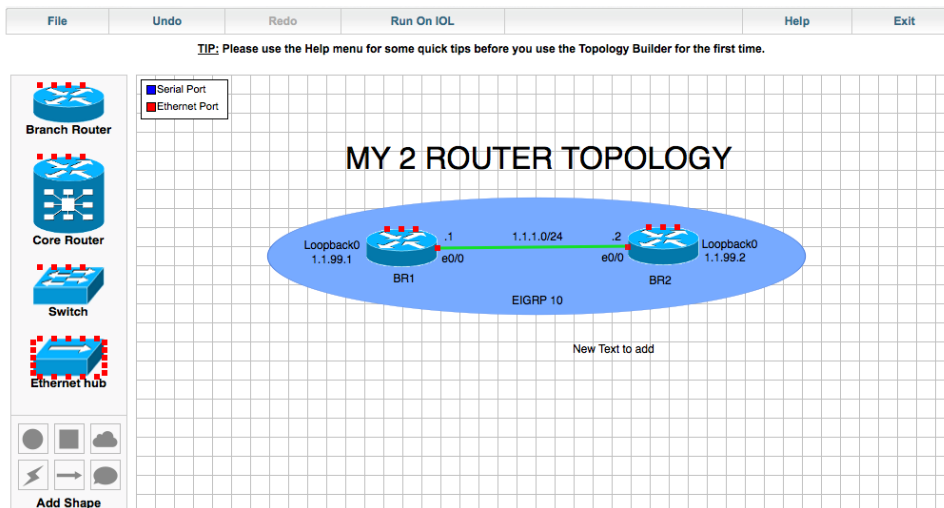 File Undo Redo Run On IOL Help Exit
TIP: Please use the Help menu for some quick tips before you use the Topology Builder for the first time.
Serial Port
Ethernet Port
Branch Router
Core Router
Switch
Ethernet hub
Add Shape
MY 2 ROUTER TOPOLOGY
.1 1.1.1.0/24 .2
Loopback0 Loopback0
1.1.99.1 e0/0 e0/0 1.1.99.2
BR1 BR2
EIGRP 10
New Text to add